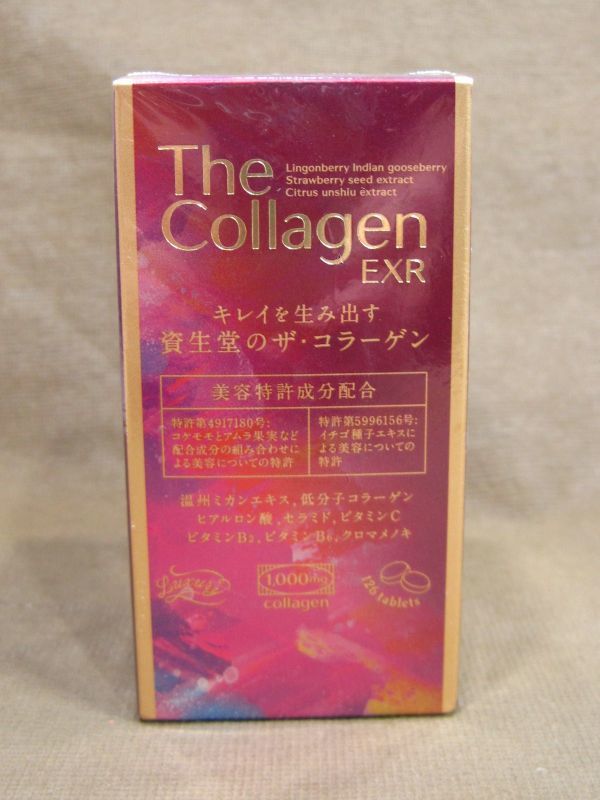 The
Lingonberry Indian gooseberry
Strawberry seed extract
Citrus unshiu extract
Collagen
EXR
キレイを生み出す
資生堂のザ・コラーゲン
美容特許成分配合
特許第4917180号:
コケモモとアムラ果実など
配合成分の組み合わせに
よる美容についての特許
特許第5996156号:
イチゴ種子エキスに
よる美容についての
特許
温州ミカンエキス、低分子コラーゲン
ヒアルロン酸、セラミド、ビタミンC
ビタミンB2、ビタミンB6、クロマメノキ
Luxury
1,000mg
collagen
126 tablets